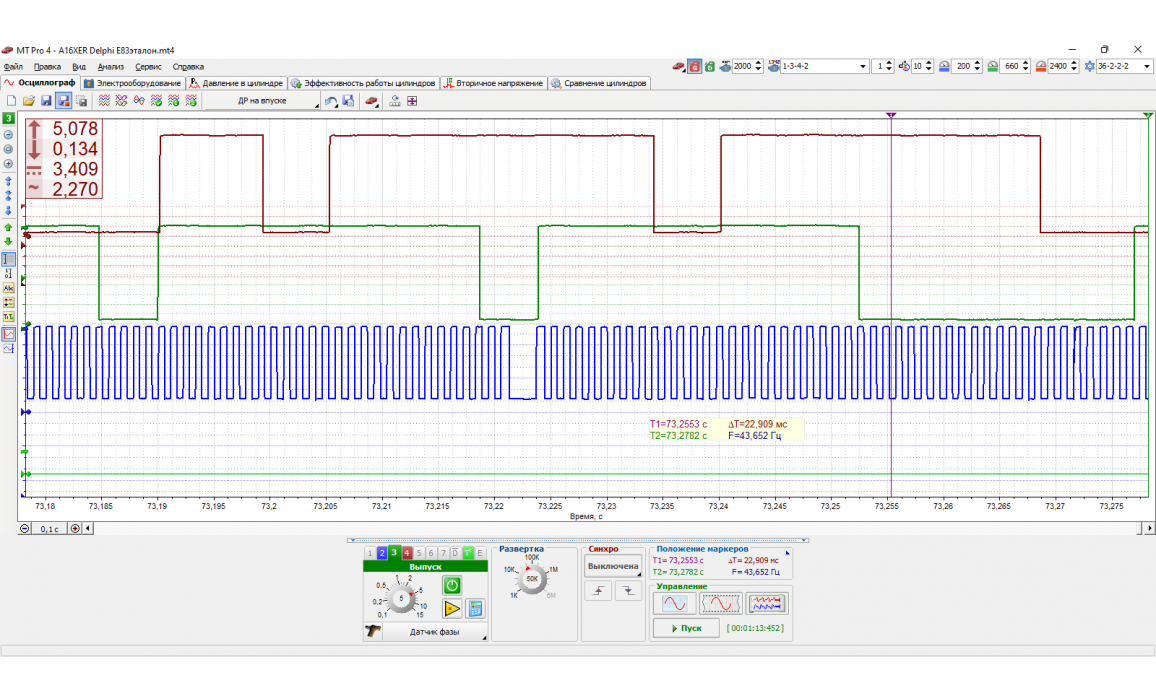 MT Pro 4 - A16XER Delphi E83эталон.mt4
Файл Правка Вид Анализ Сервис Справка
2000 1-3-4-2 1 10 200 660 2400 36-2-2-2
Осциллограф Электрооборудование Давление в цилиндре Эффективность работы цилиндров Вторичное напряжение Сравнение цилиндров
ДР на впуске
3
5,078
0,134
3,409
2,270
T1=73,2553 с ΔT=22,909 мс
T2=73,2782 с F=43,652 Гц
73,18 73,185 73,19 73,195 73,2 73,205 73,21 73,215 73,22 73,225 73,23 73,235 73,24 73,245 73,25 73,255 73,26 73,265 73,27 73,275
Время, с
0,1 с
1 2 3 4 5 6 7 D T E
Выпуск
0,1 0,2 0,5 1 2 5 10 15
5
Датчик фазы
Развертка
100K
10K 1M
50K
1K 5M
Синхро
Выключена
Положение маркеров
T1= 73,2553 с ΔT= 22,909 мс
T2= 73,2782 с F= 43,652 Гц
Управление
Пуск [00:01:13:452]